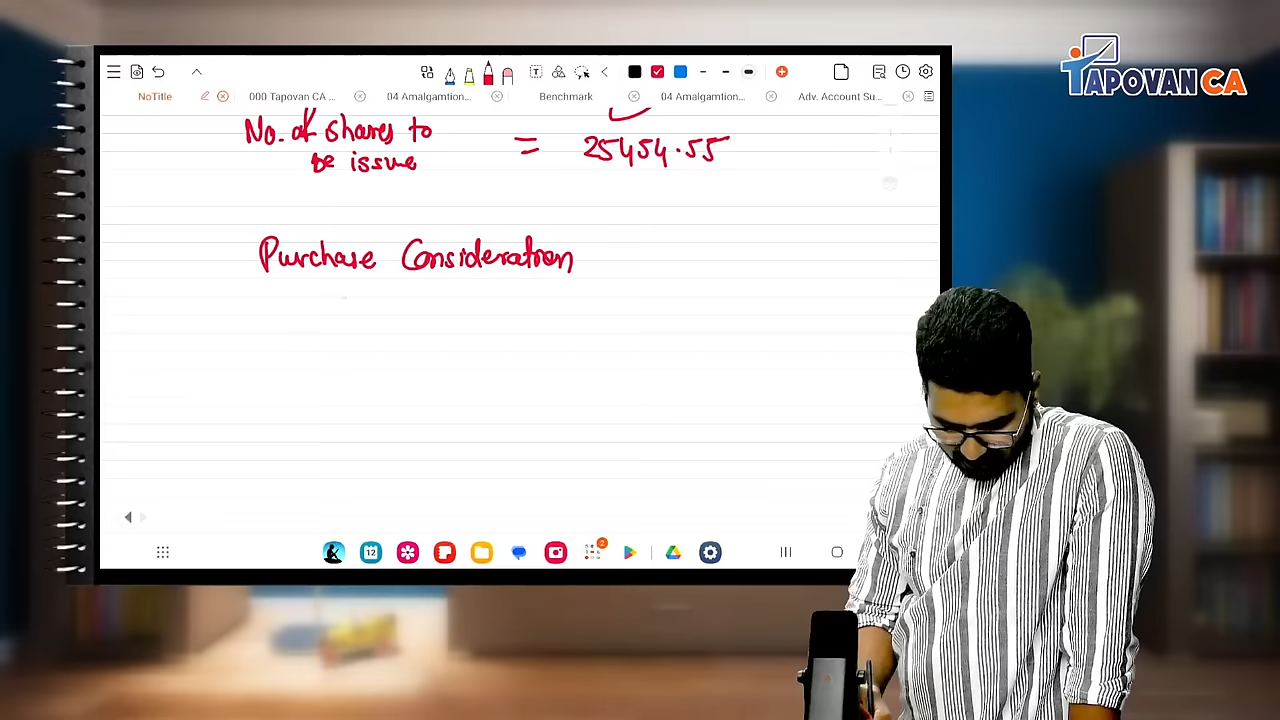 TAPOVAN CA
NoTitle
000 Tapovan CA ...
04 Amalgamtion...
Benchmark
04 Amalgamtion...
Adv. Account Su...
No. of shares to
be issue
= 25454.55
Purchase Consideration
12
2